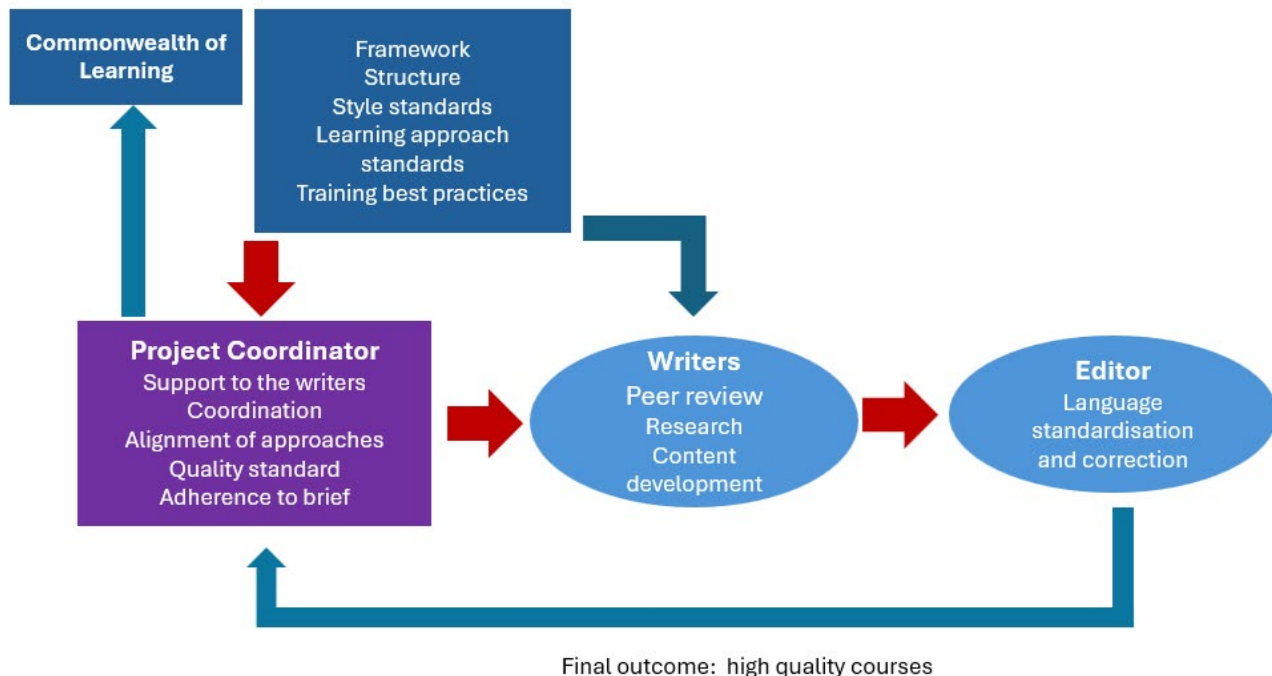 Commonwealth of
Learning
Framework
Structure
Style standards
Learning approach
standards
Training best practices
Project Coordinator
Support to the writers
Coordination
Alignment of approaches
Quality standard
Adherence to brief
Writers
Peer review
Research
Content
development
Editor
Language
standardisation
and correction
Final outcome:  high quality courses